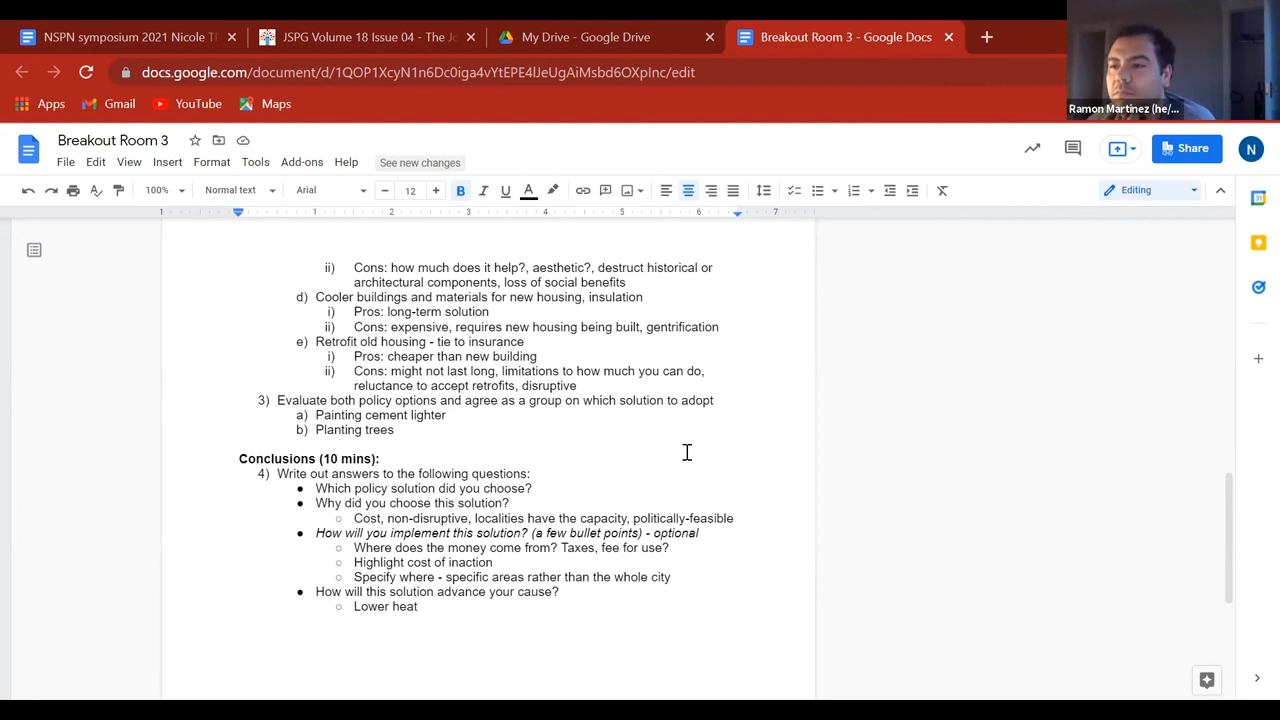 NSPN symposium 2021 Nicole
JSPG Volume 18 Issue 04 - The
My Drive - Google Drive
Breakout Room 3 - Google Docs
docs.google.com/document/d/1QOP1XcyN1n6Dc0iga4vYtEPE4lJeUgAiMsbd6OXpInc/edit
Ramon Martinez (he/...
Apps Gmail YouTube Maps
Breakout Room 3
File Edit View Insert Format Tools Add-ons Help See new changes
Share
N
100% Normal text Arial 12 B I U A Editing
1 1 2 3 4 5 6 7
ii) Cons: how much does it help?, aesthetic?, destruct historical or
architectural components, loss of social benefits
d) Cooler buildings and materials for new housing, insulation
i) Pros: long-term solution
ii) Cons: expensive, requires new housing being built, gentrification
e) Retrofit old housing - tie to insurance
i) Pros: cheaper than new building
ii) Cons: might not last long, limitations to how much you can do,
reluctance to accept retrofits, disruptive
3) Evaluate both policy options and agree as a group on which solution to adopt
a) Painting cement lighter
b) Planting trees
Conclusions (10 mins):
4) Write out answers to the following questions:
● Which policy solution did you choose?
● Why did you choose this solution?
○ Cost, non-disruptive, localities have the capacity, politically-feasible
● How will you implement this solution? (a few bullet points) - optional
○ Where does the money come from? Taxes, fee for use?
○ Highlight cost of inaction
○ Specify where - specific areas rather than the whole city
● How will this solution advance your cause?
○ Lower heat